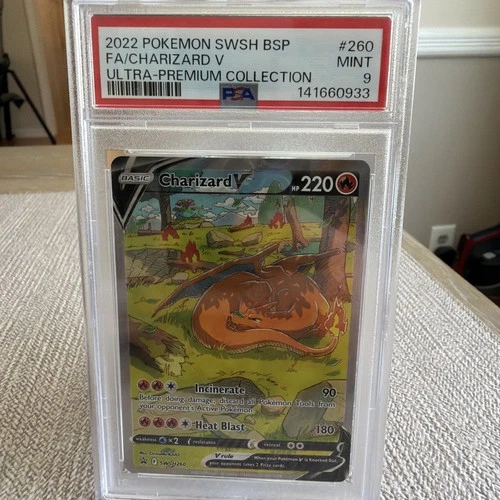 2022 POKEMON SWSH BSP #260
FA/CHARIZARD V MINT
ULTRA-PREMIUM COLLECTION 9
PSA 141660933
BASIC Charizard V HP 220
Incinerate 90
Before doing damage, discard all Pokémon Tools from
your opponent's Active Pokémon.
Heat Blast 180
weakness ×2 resistance retreat
V rule When your Pokémon V is Knocked Out,
your opponent takes 2 Prize cards.